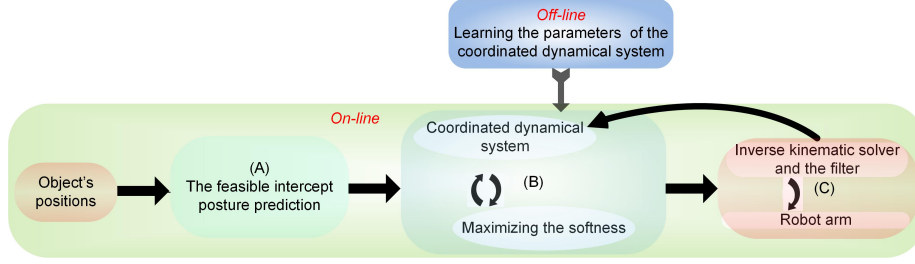 Off-line
Learning the parameters of the
coordinated dynamical system
On-line
Object's
positions
(A)
The feasible intercept
posture prediction
Coordinated dynamical
system
(B)
Maximizing the softness
Inverse kinematic solver
and the filter
(C)
Robot arm